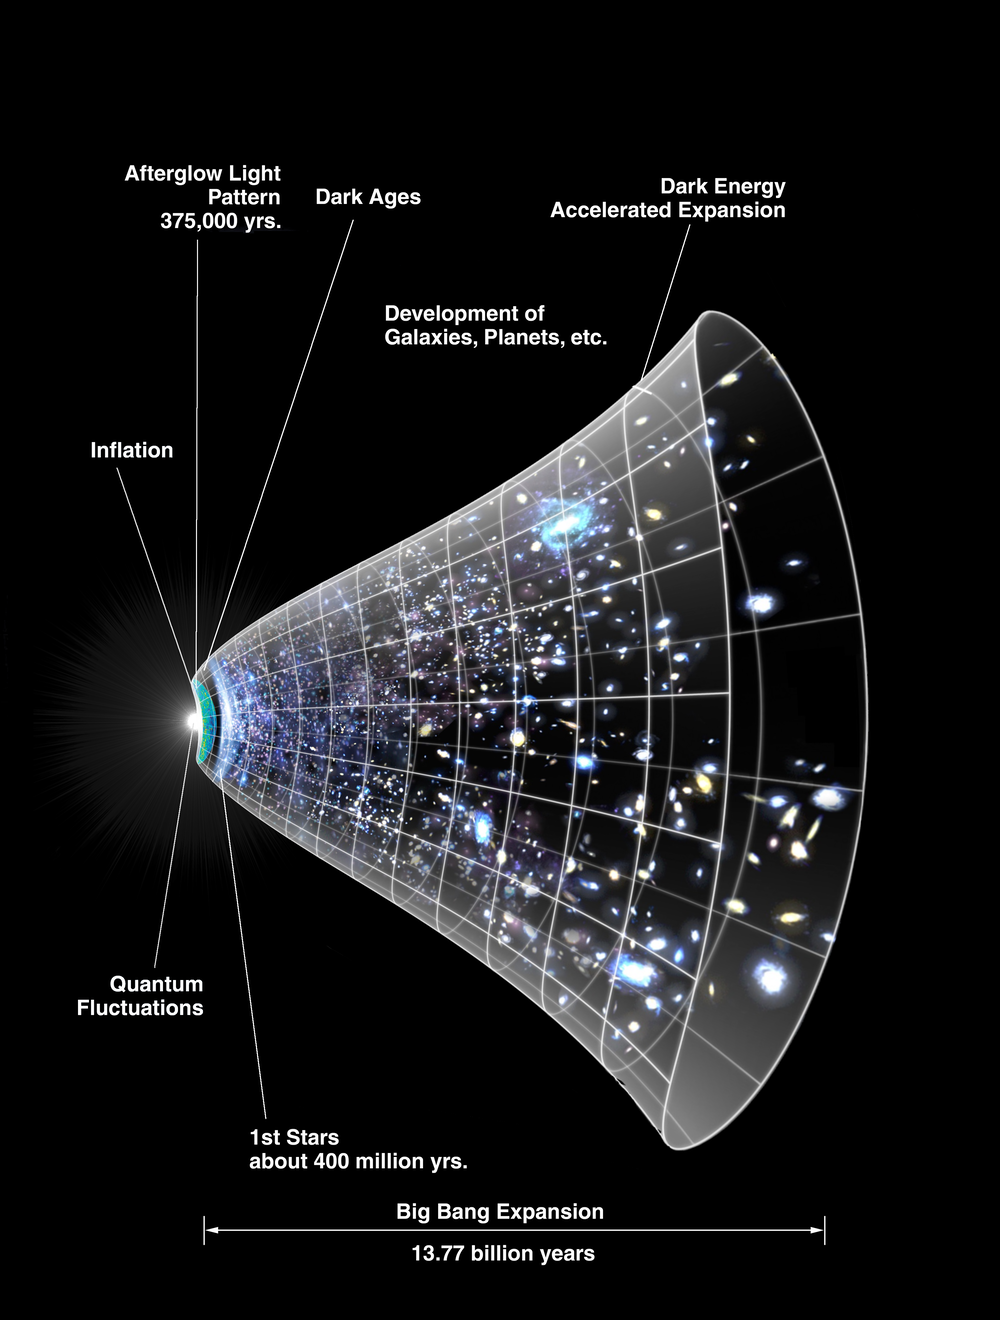 Afterglow Light
Pattern
375,000 yrs.
Dark Ages
Dark Energy
Accelerated Expansion
Development of
Galaxies, Planets, etc.
Inflation
Quantum
Fluctuations
1st Stars
about 400 million yrs.
Big Bang Expansion
13.77 billion years